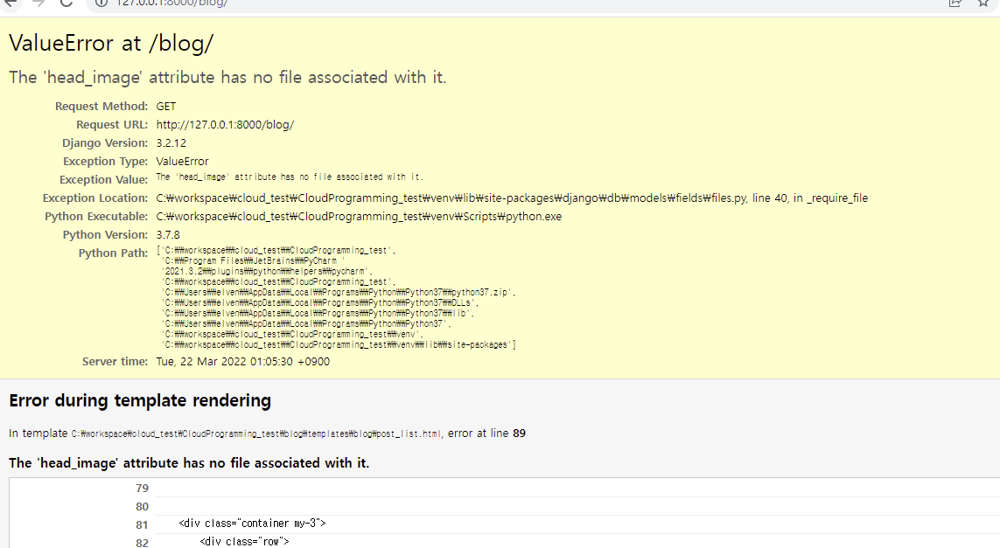 127.0.0.1:8000/blog/
ValueError at /blog/
The 'head_image' attribute has no file associated with it.
Request Method: GET
Request URL: http://127.0.0.1:8000/blog/
Django Version: 3.2.12
Exception Type: ValueError
Exception Value: The 'head_image' attribute has no file associated with it.
Exception Location: C:₩workspace₩cloud_test₩CloudProgramming_test₩venv₩lib₩site-packages₩django₩db₩models₩fields₩files.py, line 40, in _require_file
Python Executable: C:₩workspace₩cloud_test₩CloudProgramming_test₩venv₩Scripts₩python.exe
Python Version: 3.7.8
Python Path: ['C:₩₩workspace₩₩cloud_test₩₩CloudProgramming_test',
'C:₩₩Program Files₩₩JetBrains₩₩PyCharm '
'2021.3.2₩₩plugins₩₩python₩₩helpers₩₩pycharm',
'C:₩₩workspace₩₩cloud_test₩₩CloudProgramming_test',
'C:₩₩Users₩₩elven₩₩AppData₩₩Local₩₩Programs₩₩Python₩₩Python37₩₩python37.zip',
'C:₩₩Users₩₩elven₩₩AppData₩₩Local₩₩Programs₩₩Python₩₩Python37₩₩DLLs',
'C:₩₩Users₩₩elven₩₩AppData₩₩Local₩₩Programs₩₩Python₩₩Python37₩₩lib',
'C:₩₩Users₩₩elven₩₩AppData₩₩Local₩₩Programs₩₩Python₩₩Python37',
'C:₩₩workspace₩₩cloud_test₩₩CloudProgramming_test₩₩venv',
'C:₩₩workspace₩₩cloud_test₩₩CloudProgramming_test₩₩venv₩₩lib₩₩site-packages']
Server time: Tue, 22 Mar 2022 01:05:30 +0900
Error during template rendering
In template C:₩workspace₩cloud_test₩CloudProgramming_test₩blog₩templates₩blog₩post_list.html, error at line 89
The 'head_image' attribute has no file associated with it.
79
80
81 <div class="container my-3">
82 <div class="row">